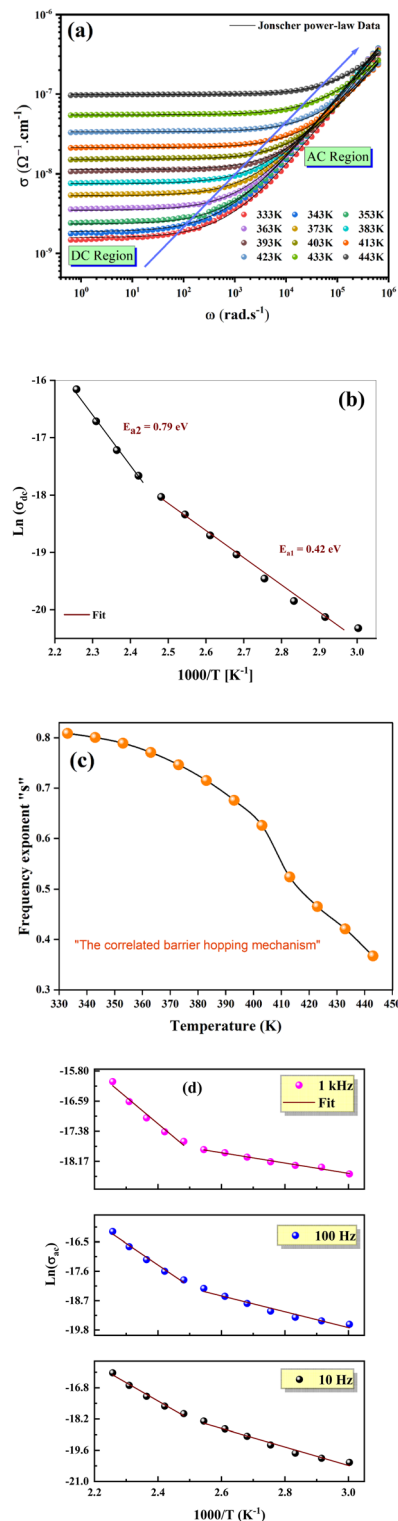 (a)
Jonscher power-law Data
10⁻⁶
10⁻⁷
10⁻⁸
10⁻⁹
σ (Ω⁻¹.cm⁻¹)
AC Region
DC Region
333K 343K 353K
363K 373K 383K
393K 403K 413K
423K 433K 443K
10⁰ 10¹ 10² 10³ 10⁴ 10⁵ 10⁶
ω (rad.s⁻¹)
(b)
-16
-17
-18
-19
-20
Ln (σdc)
Ea2 = 0.79 eV
Ea1 = 0.42 eV
Fit
2.2 2.3 2.4 2.5 2.6 2.7 2.8 2.9 3.0
1000/T [K⁻¹]
(c)
0.8
0.7
0.6
0.5
0.4
0.3
Frequency exponent "s"
"The correlated barrier hopping mechanism"
330 340 350 360 370 380 390 400 410 420 430 440 450
Temperature (K)
(d)
1 kHz
Fit
-15.80
-16.59
-17.38
-18.17
100 Hz
-16.5
-17.6
-18.7
-19.8
Ln(σac)
10 Hz
-16.8
-18.2
-19.6
-21.0
2.2 2.4 2.6 2.8 3.0
1000/T (K⁻¹)